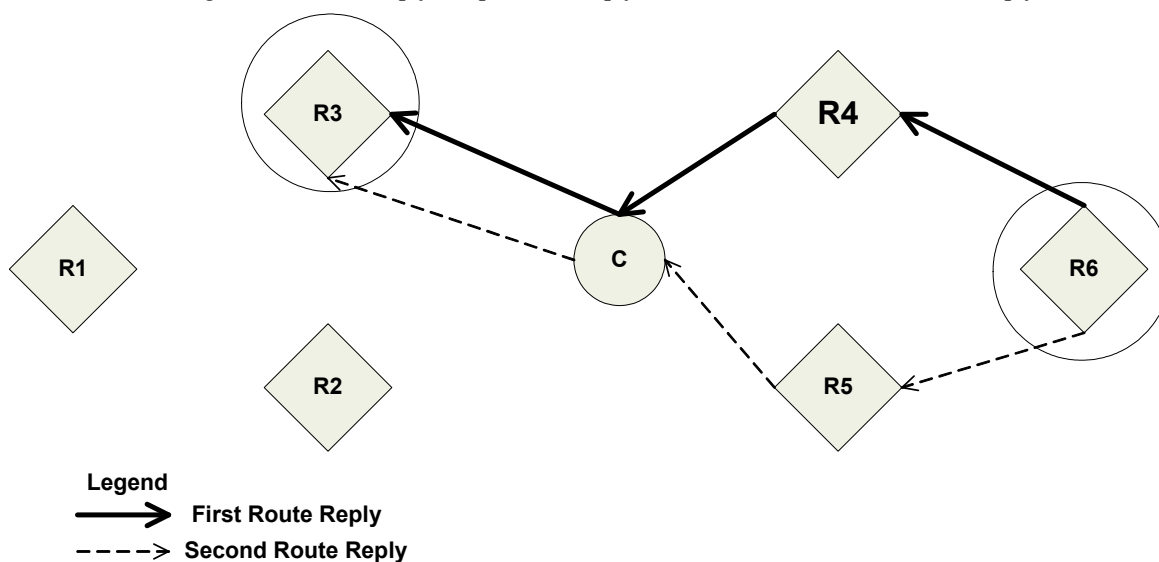 R3
R4
R1
C
R6
R2
R5
Legend
First Route Reply
Second Route Reply